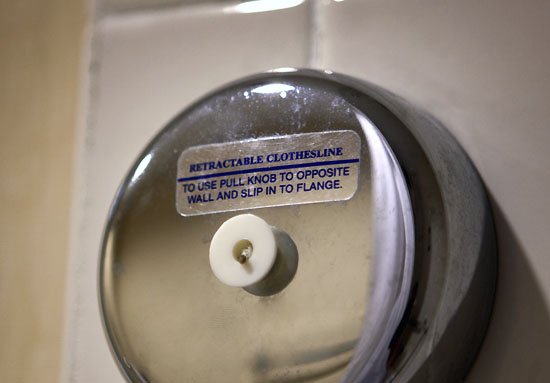 RETRACTABLE CLOTHESLINE
TO USE PULL KNOB TO OPPOSITE
WALL AND SLIP IN TO FLANGE.